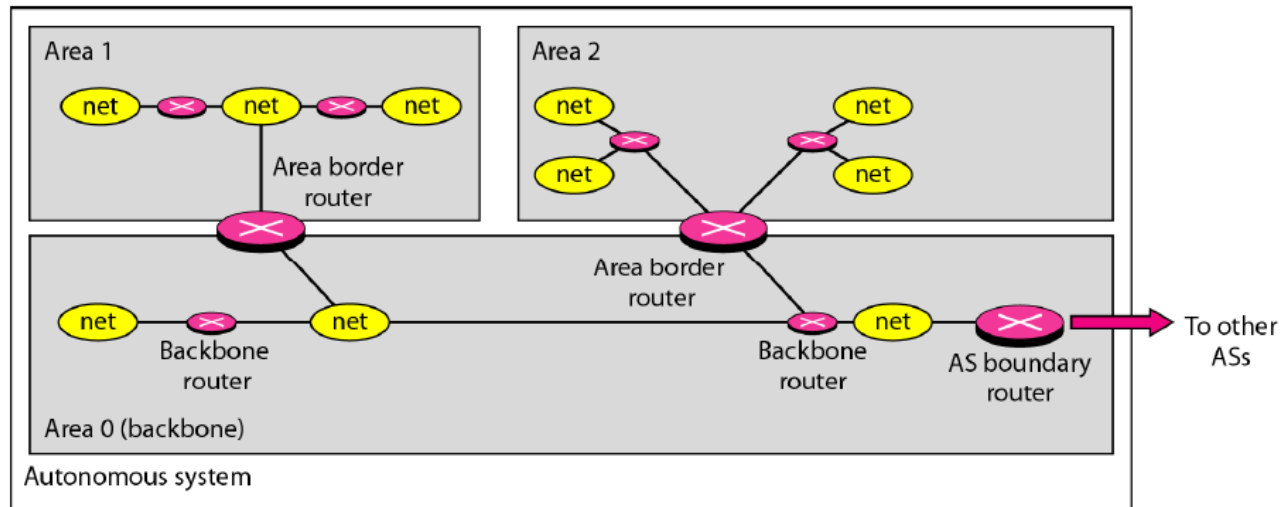 Area 1
net
net
net
Area border
router
Area 2
net
net
net
net
Area border
router
net
Backbone
router
net
Backbone
router
net
AS boundary
router
To other
ASs
Area 0 (backbone)
Autonomous system